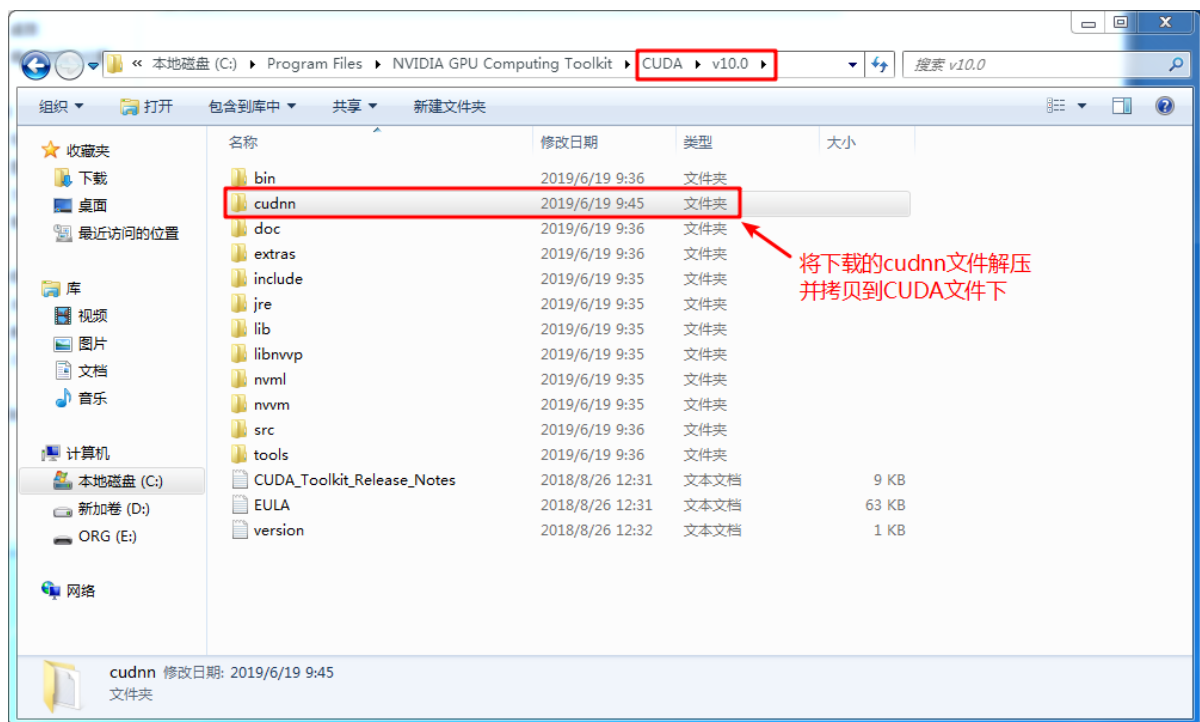 « 本地磁盘 (C:) ▸ Program Files ▸ NVIDIA GPU Computing Toolkit ▸ CUDA ▸ v10.0 ▸ 搜索 v10.0
组织 打开 包含到库中 共享 新建文件夹
名称 修改日期 类型 大小
收藏夹
下载
桌面
最近访问的位置
库
视频
图片
文档
音乐
计算机
本地磁盘 (C:)
新加卷 (D:)
ORG (E:)
网络
bin 2019/6/19 9:36 文件夹
cudnn 2019/6/19 9:45 文件夹
doc 2019/6/19 9:36 文件夹
extras 2019/6/19 9:36 文件夹
include 2019/6/19 9:35 文件夹
jre 2019/6/19 9:35 文件夹
lib 2019/6/19 9:35 文件夹
libnvvp 2019/6/19 9:35 文件夹
nvml 2019/6/19 9:35 文件夹
nvvm 2019/6/19 9:35 文件夹
src 2019/6/19 9:36 文件夹
tools 2019/6/19 9:36 文件夹
CUDA_Toolkit_Release_Notes 2018/8/26 12:31 文本文档 9 KB
EULA 2018/8/26 12:31 文本文档 63 KB
version 2018/8/26 12:32 文本文档 1 KB
将下载的cudnn文件解压
并拷贝到CUDA文件下
cudnn 修改日期: 2019/6/19 9:45
文件夹